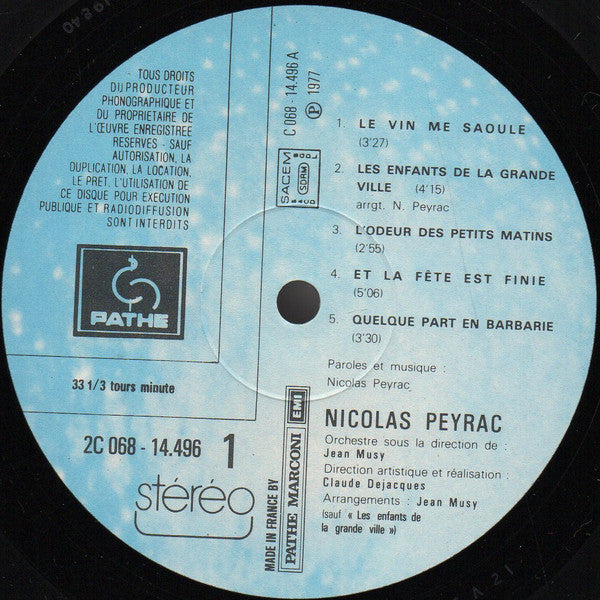 TOUS DROITS
DU PRODUCTEUR
PHONOGRAPHIQUE ET
DU PROPRIETAIRE DE
L'ŒUVRE ENREGISTREE
RESERVES - SAUF
AUTORISATION, LA
DUPLICATION, LA LOCATION,
LE PRET, L'UTILISATION DE
CE DISQUE POUR EXECUTION
PUBLIQUE ET RADIODIFFUSION
SONT INTERDITS
PATHE
33 1/3 tours minute
2C 068 - 14.496 1
stéréo
C 068 - 14.496 A
Ⓟ 1977
SACEM
SDRM
MADE IN FRANCE BY
PATHE MARCONI EMI
1. LE VIN ME SAOULE
(3'27)
2. LES ENFANTS DE LA GRANDE
VILLE (4'15)
arrgt. N. Peyrac
3. L'ODEUR DES PETITS MATINS
(2'55)
4. ET LA FÊTE EST FINIE
(5'06)
5. QUELQUE PART EN BARBARIE
(3'30)
Paroles et musique :
Nicolas Peyrac
NICOLAS PEYRAC
Orchestre sous la direction de :
Jean Musy
Direction artistique et réalisation :
Claude Dejacques
Arrangements : Jean Musy
(sauf « Les enfants de
la grande ville »)